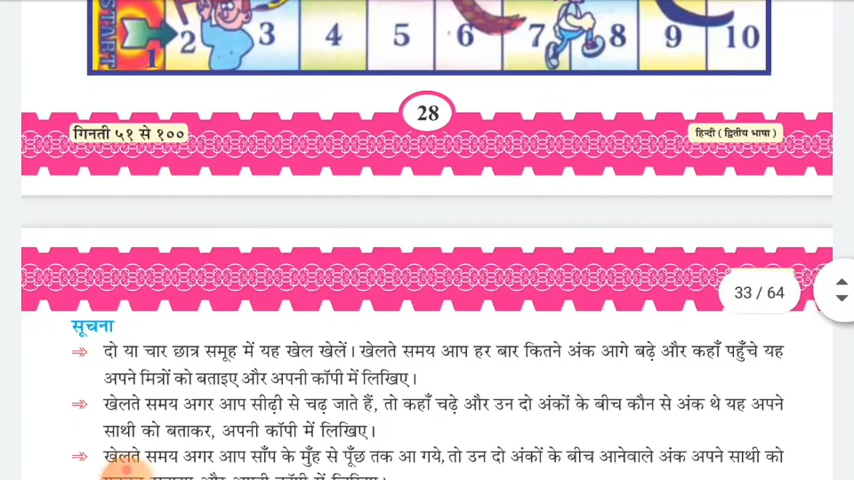 START
1 2 3 4 5 6 7 8 9 10
28
गिनती ५१ से १००
हिन्दी ( द्वितीय भाषा )
33 / 64
सूचना
⇒ दो या चार छात्र समूह में यह खेल खेलें। खेलते समय आप हर बार कितने अंक आगे बढ़े और कहाँ पहुँचे यह
अपने मित्रों को बताइए और अपनी कॉपी में लिखिए।
⇒ खेलते समय अगर आप सीढ़ी से चढ़ जाते हैं, तो कहाँ चढ़े और उन दो अंकों के बीच कौन से अंक थे यह अपने
साथी को बताकर, अपनी कॉपी में लिखिए।
⇒ खेलते समय अगर आप साँप के मुँह से पूँछ तक आ गये, तो उन दो अंकों के बीच आनेवाले अंक अपने साथी को